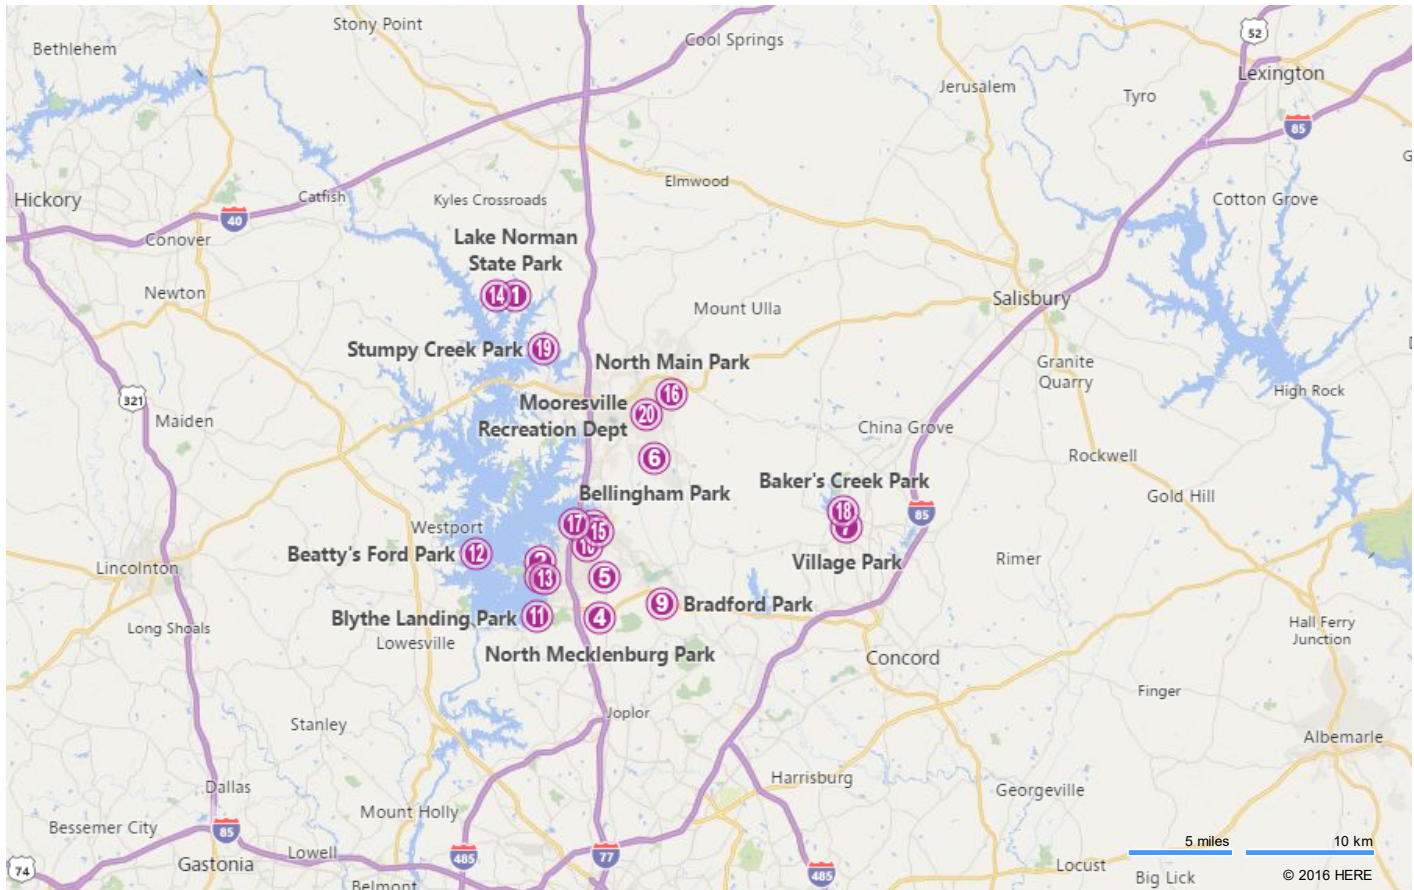 Stony Point
Bethlehem
Cool Springs
52
Lexington
Jerusalem
Tyro
85
Hickory
Catfish
Kyles Crossroads
Elmwood
Cotton Grove
40
Conover
Lake Norman
State Park
Newton
14
1
Mount Ulla
Salisbury
Stumpy Creek Park
19
North Main Park
Granite
Quarry
High Rock
321
16
Mooresville
Recreation Dept
20
Maiden
China Grove
6
Rockwell
Bellingham Park
Baker's Creek Park
Gold Hill
18
7
85
Westport
17
15
Beatty's Ford Park
12
2
13
5
Village Park
Rimer
Lincolnton
9
Bradford Park
Blythe Landing Park
11
4
Long Shoals
Lowesville
North Mecklenburg Park
Hall Ferry
Junction
Concord
Finger
Stanley
Joplor
Albemarle
Dallas
Harrisburg
Georgeville
Mount Holly
Bessemer City
85
Gastonia
Lowell
485
77
485
74
Belmont
5 miles
10 km
Locust
Big Lick
© 2016 HERE